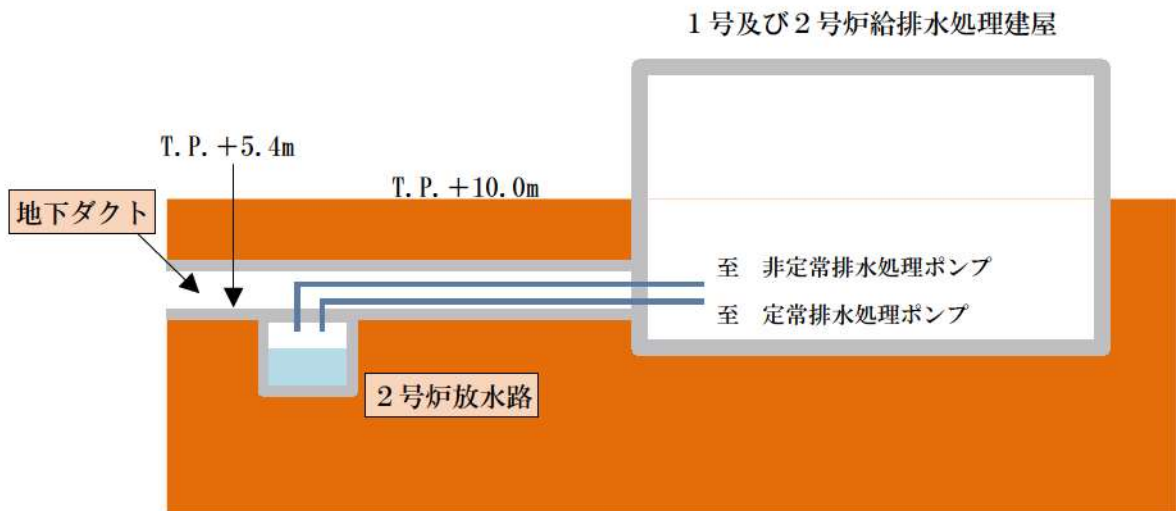 １号及び２号炉給排水処理建屋
T.P.＋5.4m
T.P.＋10.0m
地下ダクト
至　非定常排水処理ポンプ
至　定常排水処理ポンプ
２号炉放水路